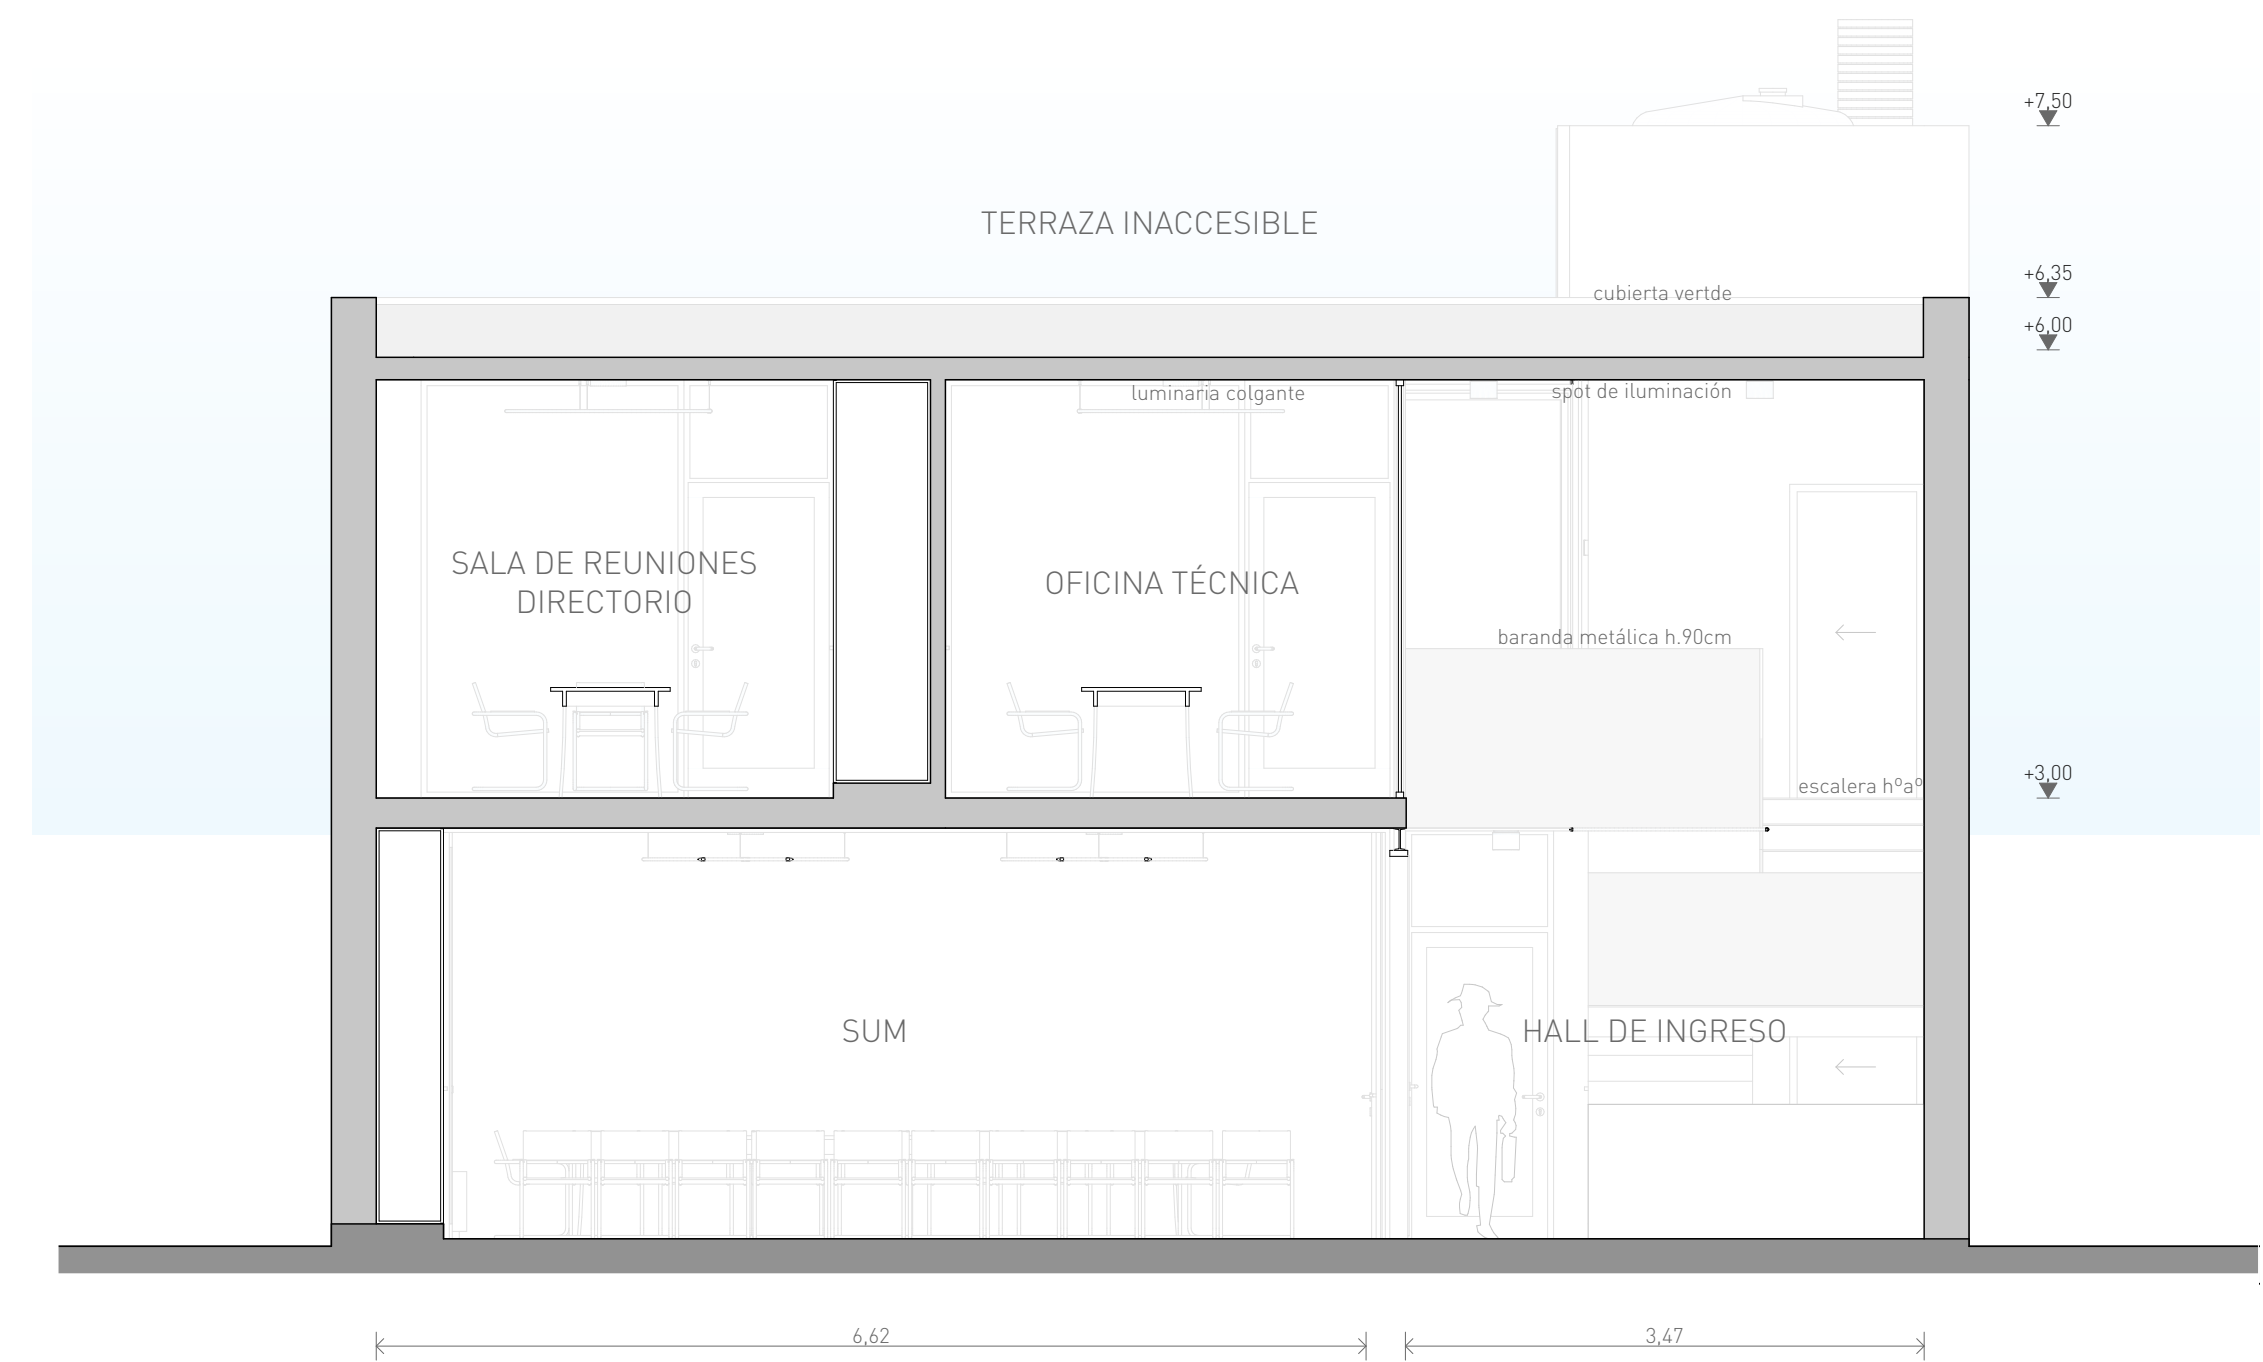 +7,50
TERRAZA INACCESIBLE
+6,35
cubierta vertde
+6,00
luminaria colgante
spot de iluminación
SALA DE REUNIONES
DIRECTORIO
OFICINA TÉCNICA
baranda metálica h.90cm
+3,00
escalera hºaº
SUM
HALL DE INGRESO
6,62
3,47